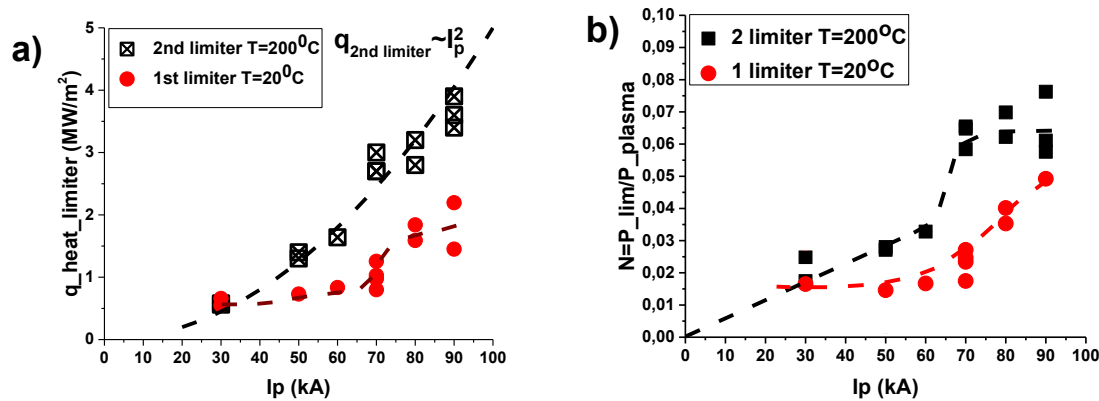 a)
2nd limiter T=200⁰C
1st limiter T=20⁰C
q_2nd limiter~I_p^2
q_heat_limiter (MW/m²)
5
4
3
2
1
0
0 10 20 30 40 50 60 70 80 90 100
Ip (kA)
b)
2 limiter T=200ᴼC
1 limiter T=20ᴼC
N=P_lim/P_plasma
0,10
0,09
0,08
0,07
0,06
0,05
0,04
0,03
0,02
0,01
0,00
0 10 20 30 40 50 60 70 80 90 100
Ip (kA)